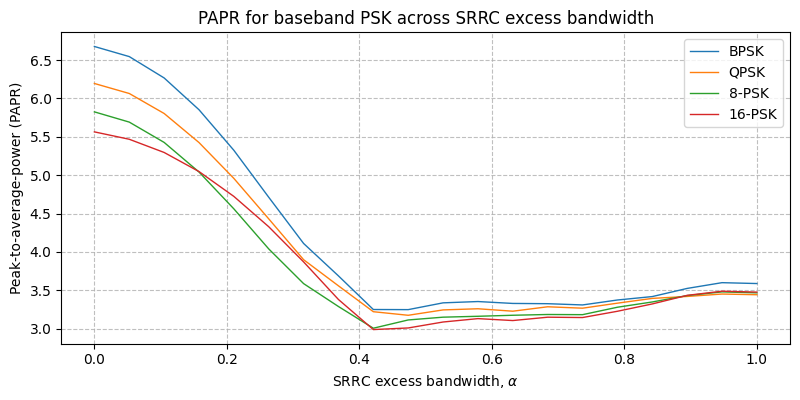 PAPR for baseband PSK across SRRC excess bandwidth
Peak-to-average-power (PAPR)
6.5
6.0
5.5
5.0
4.5
4.0
3.5
3.0
BPSK
QPSK
8-PSK
16-PSK
0.0 0.2 0.4 0.6 0.8 1.0
SRRC excess bandwidth, α